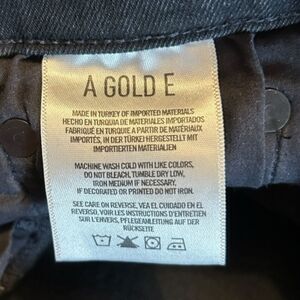 A GOLD E
MADE IN TURKEY OF IMPORTED MATERIALS
HECHO EN TURQUIA DE MATERIALES IMPORTADOS
FABRIQUÉ EN TURQUIE A PARTIR DE MATÉRIAUX
IMPORTÉS, IN DER TÜRKEI HERGESTELLT MIT
IMPORTIERTEN MATERIALIEN
MACHINE WASH COLD WITH LIKE COLORS,
DO NOT BLEACH, TUMBLE DRY LOW,
IRON MEDIUM IF NECESSARY,
IF DECORATED OR PRINTED DO NOT IRON.
SEE CARE ON REVERSE, VEA EL CUIDADO EN EL
REVERSO, VOIR LES INSTRUCTIONS D'ENTRETIEN
SUR L'ENVERS, PFLEGEANLEITUNG AUF DER
RÜCKSEITE